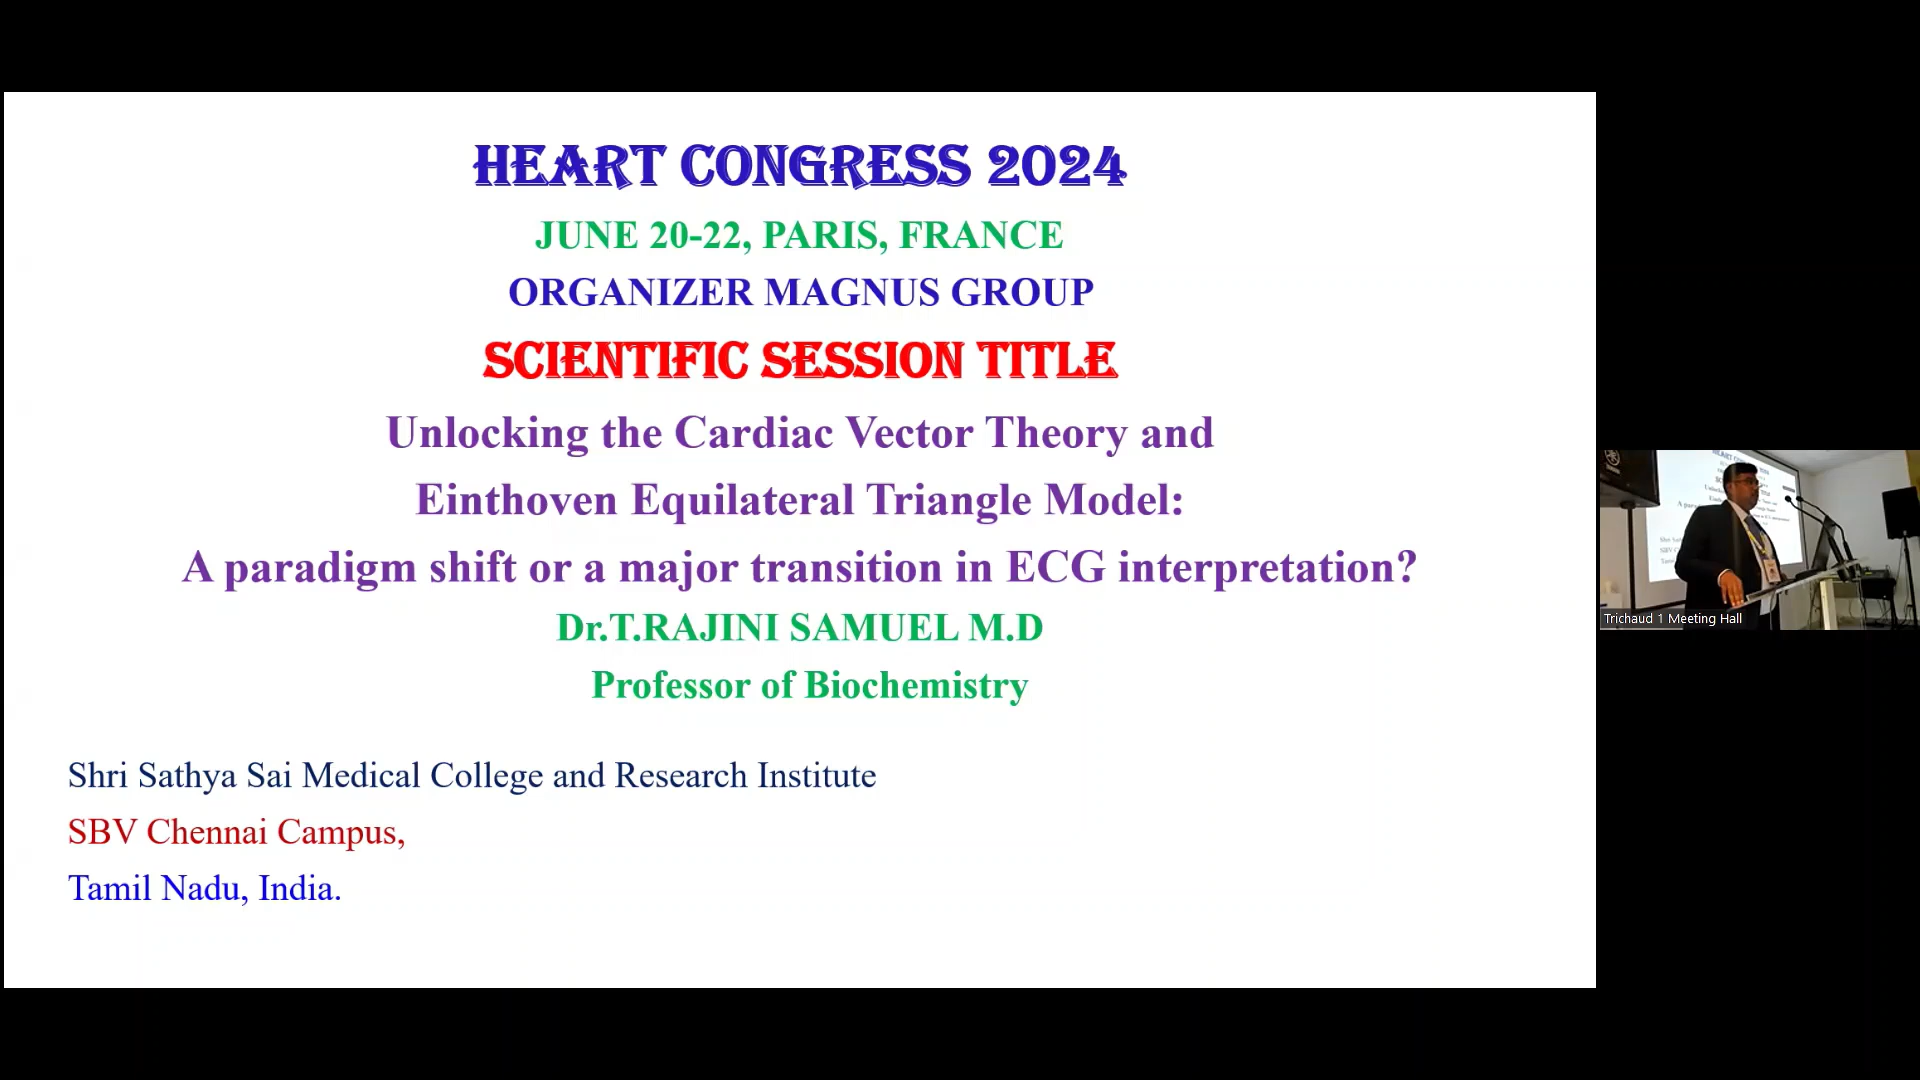 HEART CONGRESS 2024
JUNE 20-22, PARIS, FRANCE
ORGANIZER MAGNUS GROUP
SCIENTIFIC SESSION TITLE
Unlocking the Cardiac Vector Theory and
Einthoven Equilateral Triangle Model:
A paradigm shift or a major transition in ECG interpretation?
Dr.T.RAJINI SAMUEL M.D
Professor of Biochemistry
Shri Sathya Sai Medical College and Research Institute
SBV Chennai Campus,
Tamil Nadu, India.
Trichaud 1 Meeting Hall